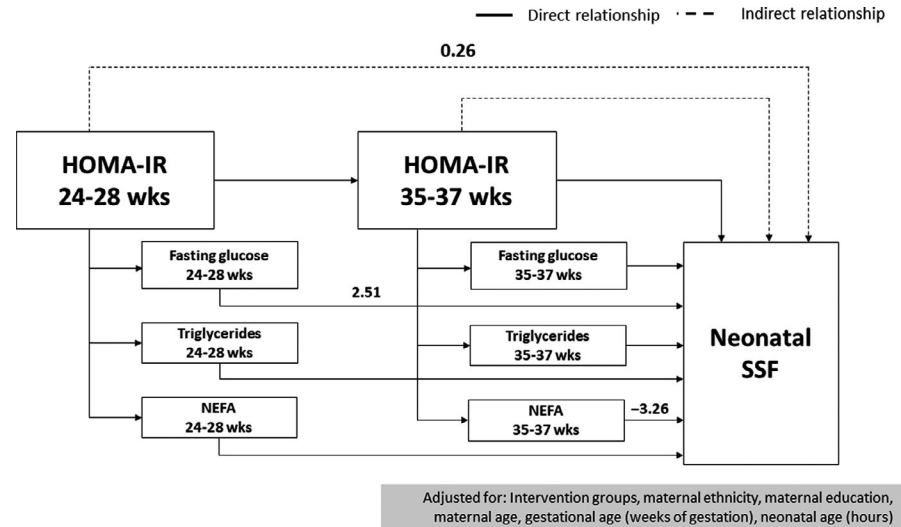 Direct relationship
Indirect relationship
0.26
HOMA-IR
24-28 wks
HOMA-IR
35-37 wks
Fasting glucose
24-28 wks
Fasting glucose
35-37 wks
2.51
Triglycerides
24-28 wks
Triglycerides
35-37 wks
Neonatal
SSF
NEFA
24-28 wks
NEFA
35-37 wks
–3.26
Adjusted for: Intervention groups, maternal ethnicity, maternal education,
maternal age, gestational age (weeks of gestation), neonatal age (hours)